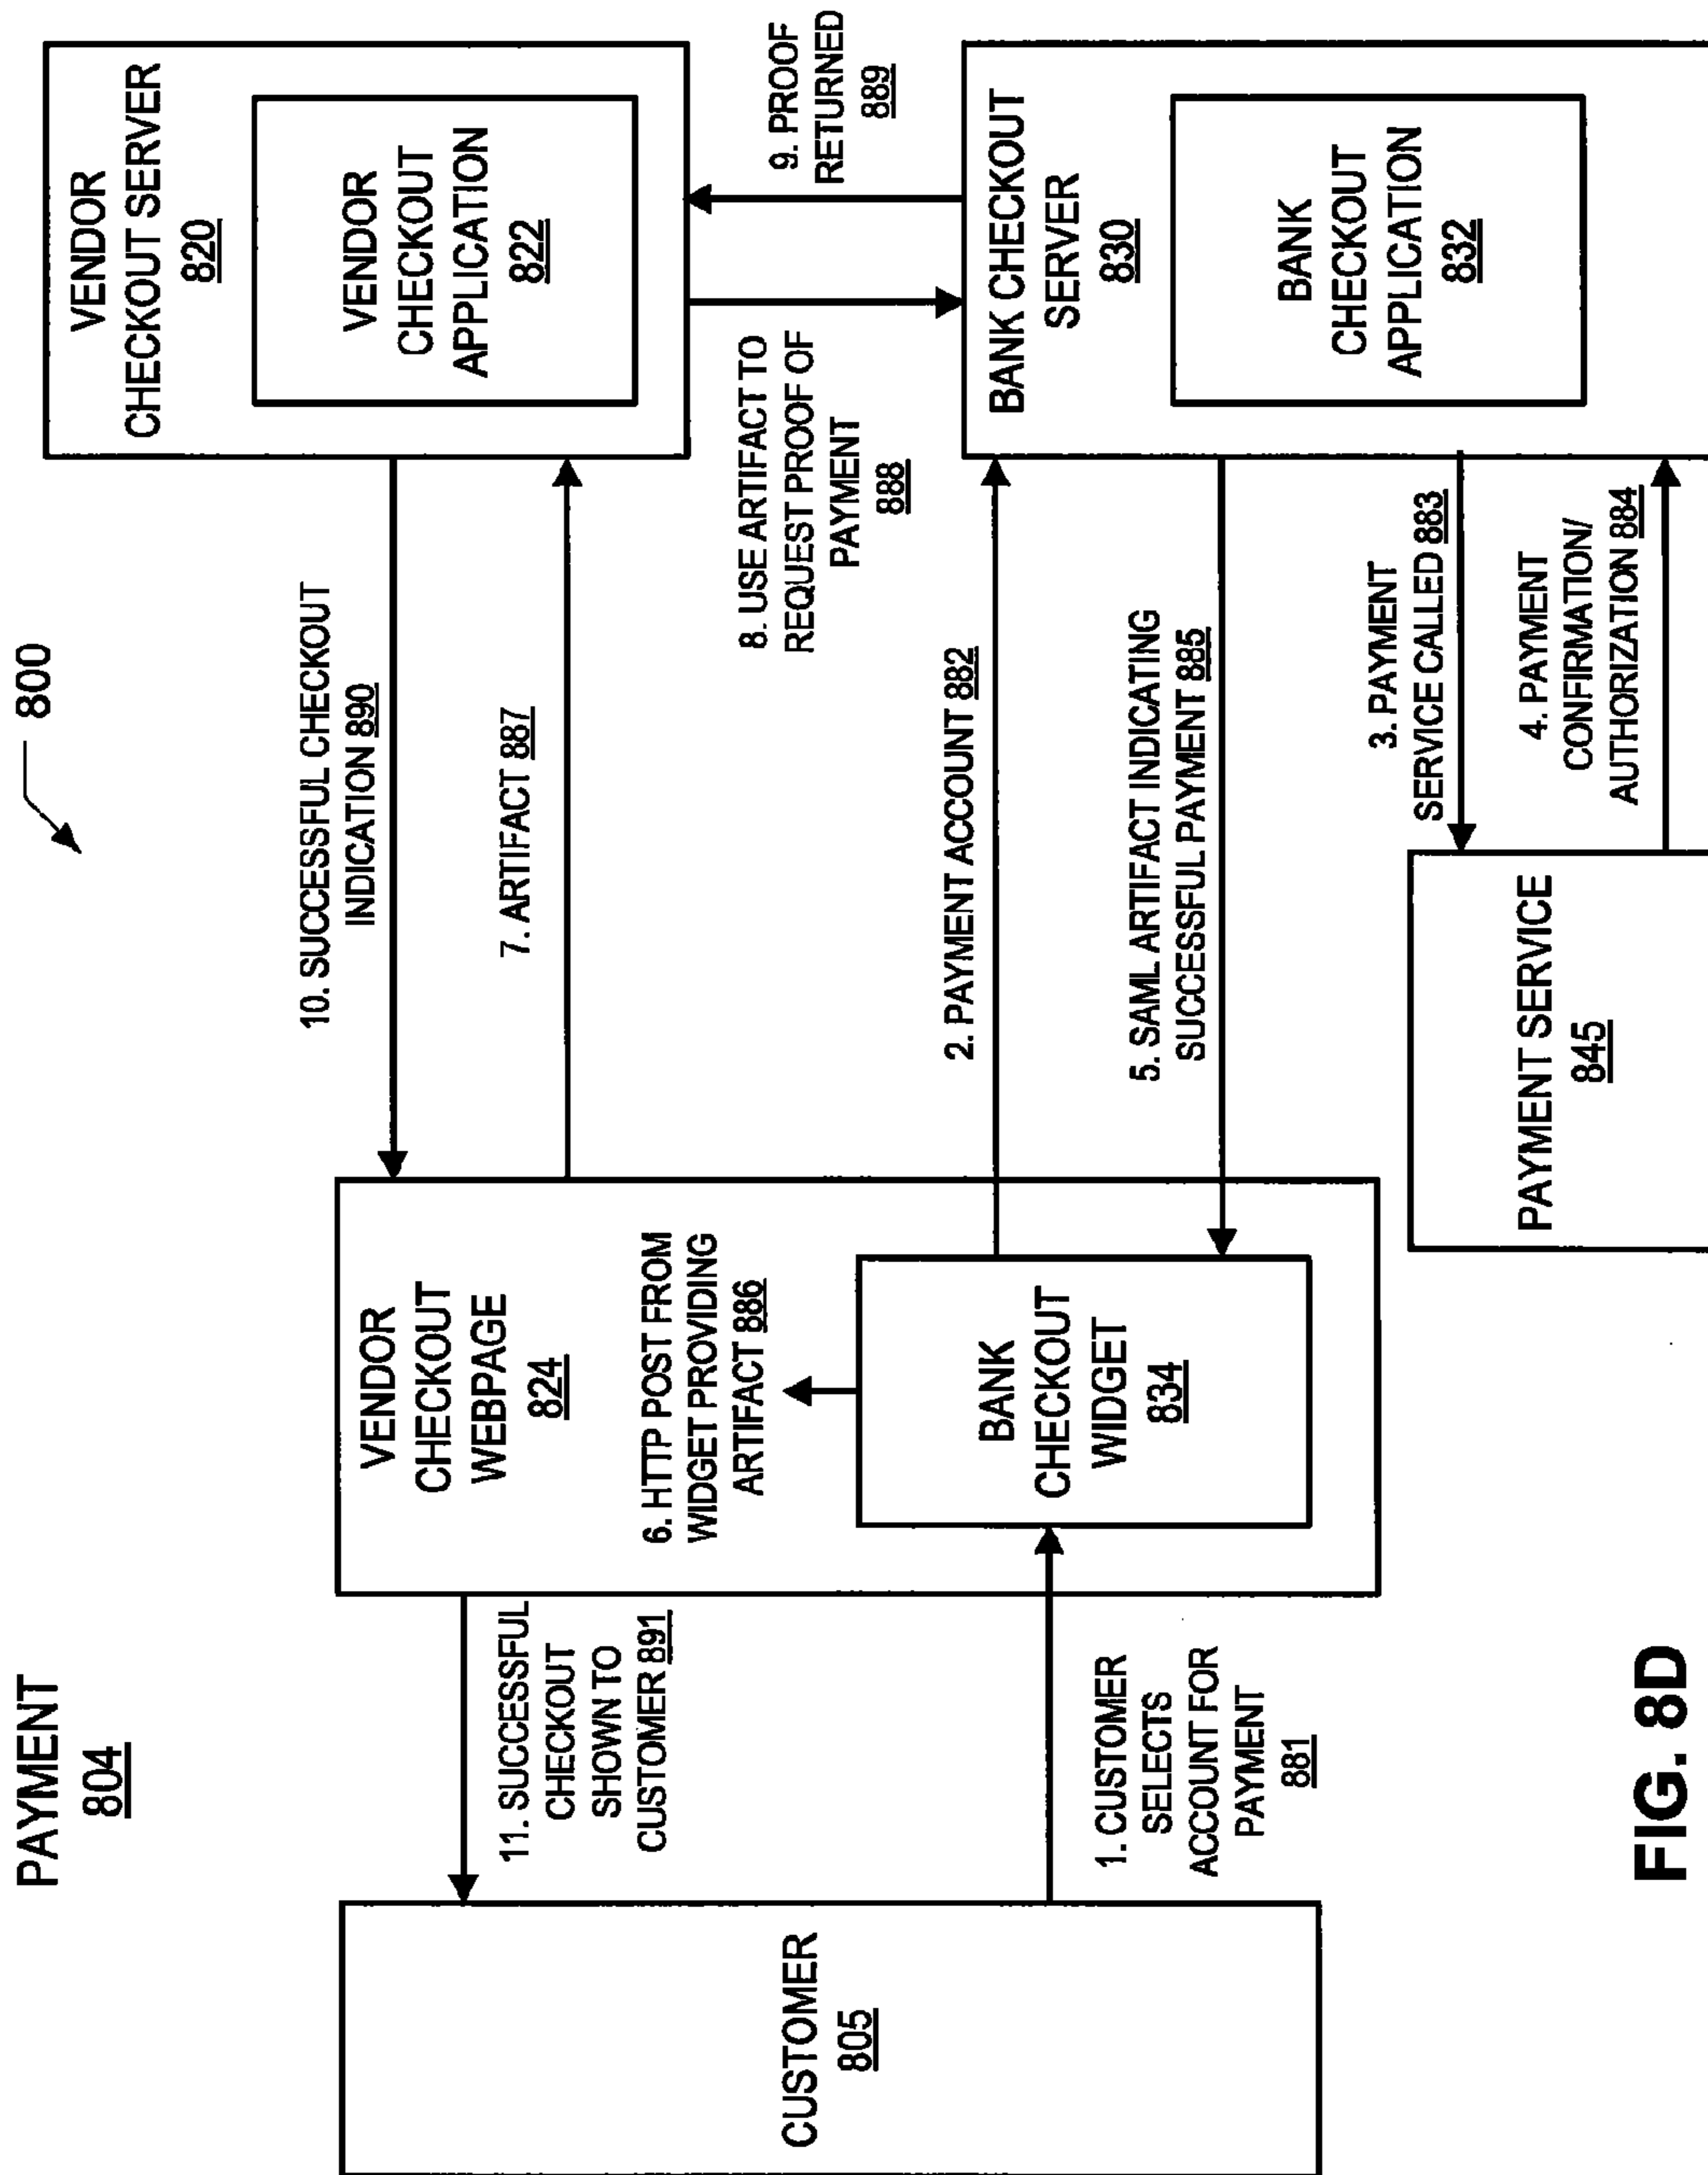 PAYMENT
804
800
CUSTOMER
805
11. SUCCESSFUL
CHECKOUT
SHOWN TO
CUSTOMER 891
1. CUSTOMER
SELECTS
ACCOUNT FOR
PAYMENT
881
VENDOR
CHECKOUT
WEBPAGE
824
6. HTTP POST FROM
WIDGET PROVIDING
ARTIFACT 886
BANK
CHECKOUT
WIDGET
834
10. SUCCESSFUL CHECKOUT
INDICATION 890
7. ARTIFACT 887
2. PAYMENT ACCOUNT 882
5. SAML ARTIFACT INDICATING
SUCCESSFUL PAYMENT 885
VENDOR
CHECKOUT SERVER
820
VENDOR
CHECKOUT
APPLICATION
822
8. USE ARTIFACT TO
REQUEST PROOF OF
PAYMENT
888
9. PROOF
RETURNED
889
BANK CHECKOUT
SERVER
830
BANK
CHECKOUT
APPLICATION
832
3. PAYMENT
SERVICE CALLED 883
4. PAYMENT
CONFIRMATION/
AUTHORIZATION 884
PAYMENT SERVICE
845
FIG. 8D